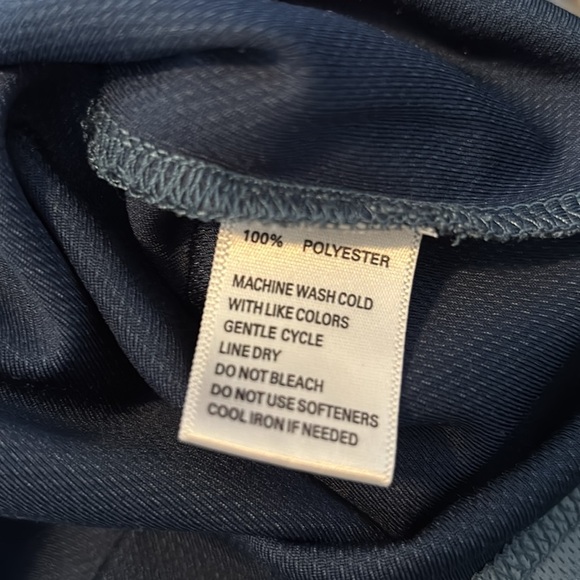 100% POLYESTER
MACHINE WASH COLD
WITH LIKE COLORS
GENTLE CYCLE
LINE DRY
DO NOT BLEACH
DO NOT USE SOFTENERS
COOL IRON IF NEEDED